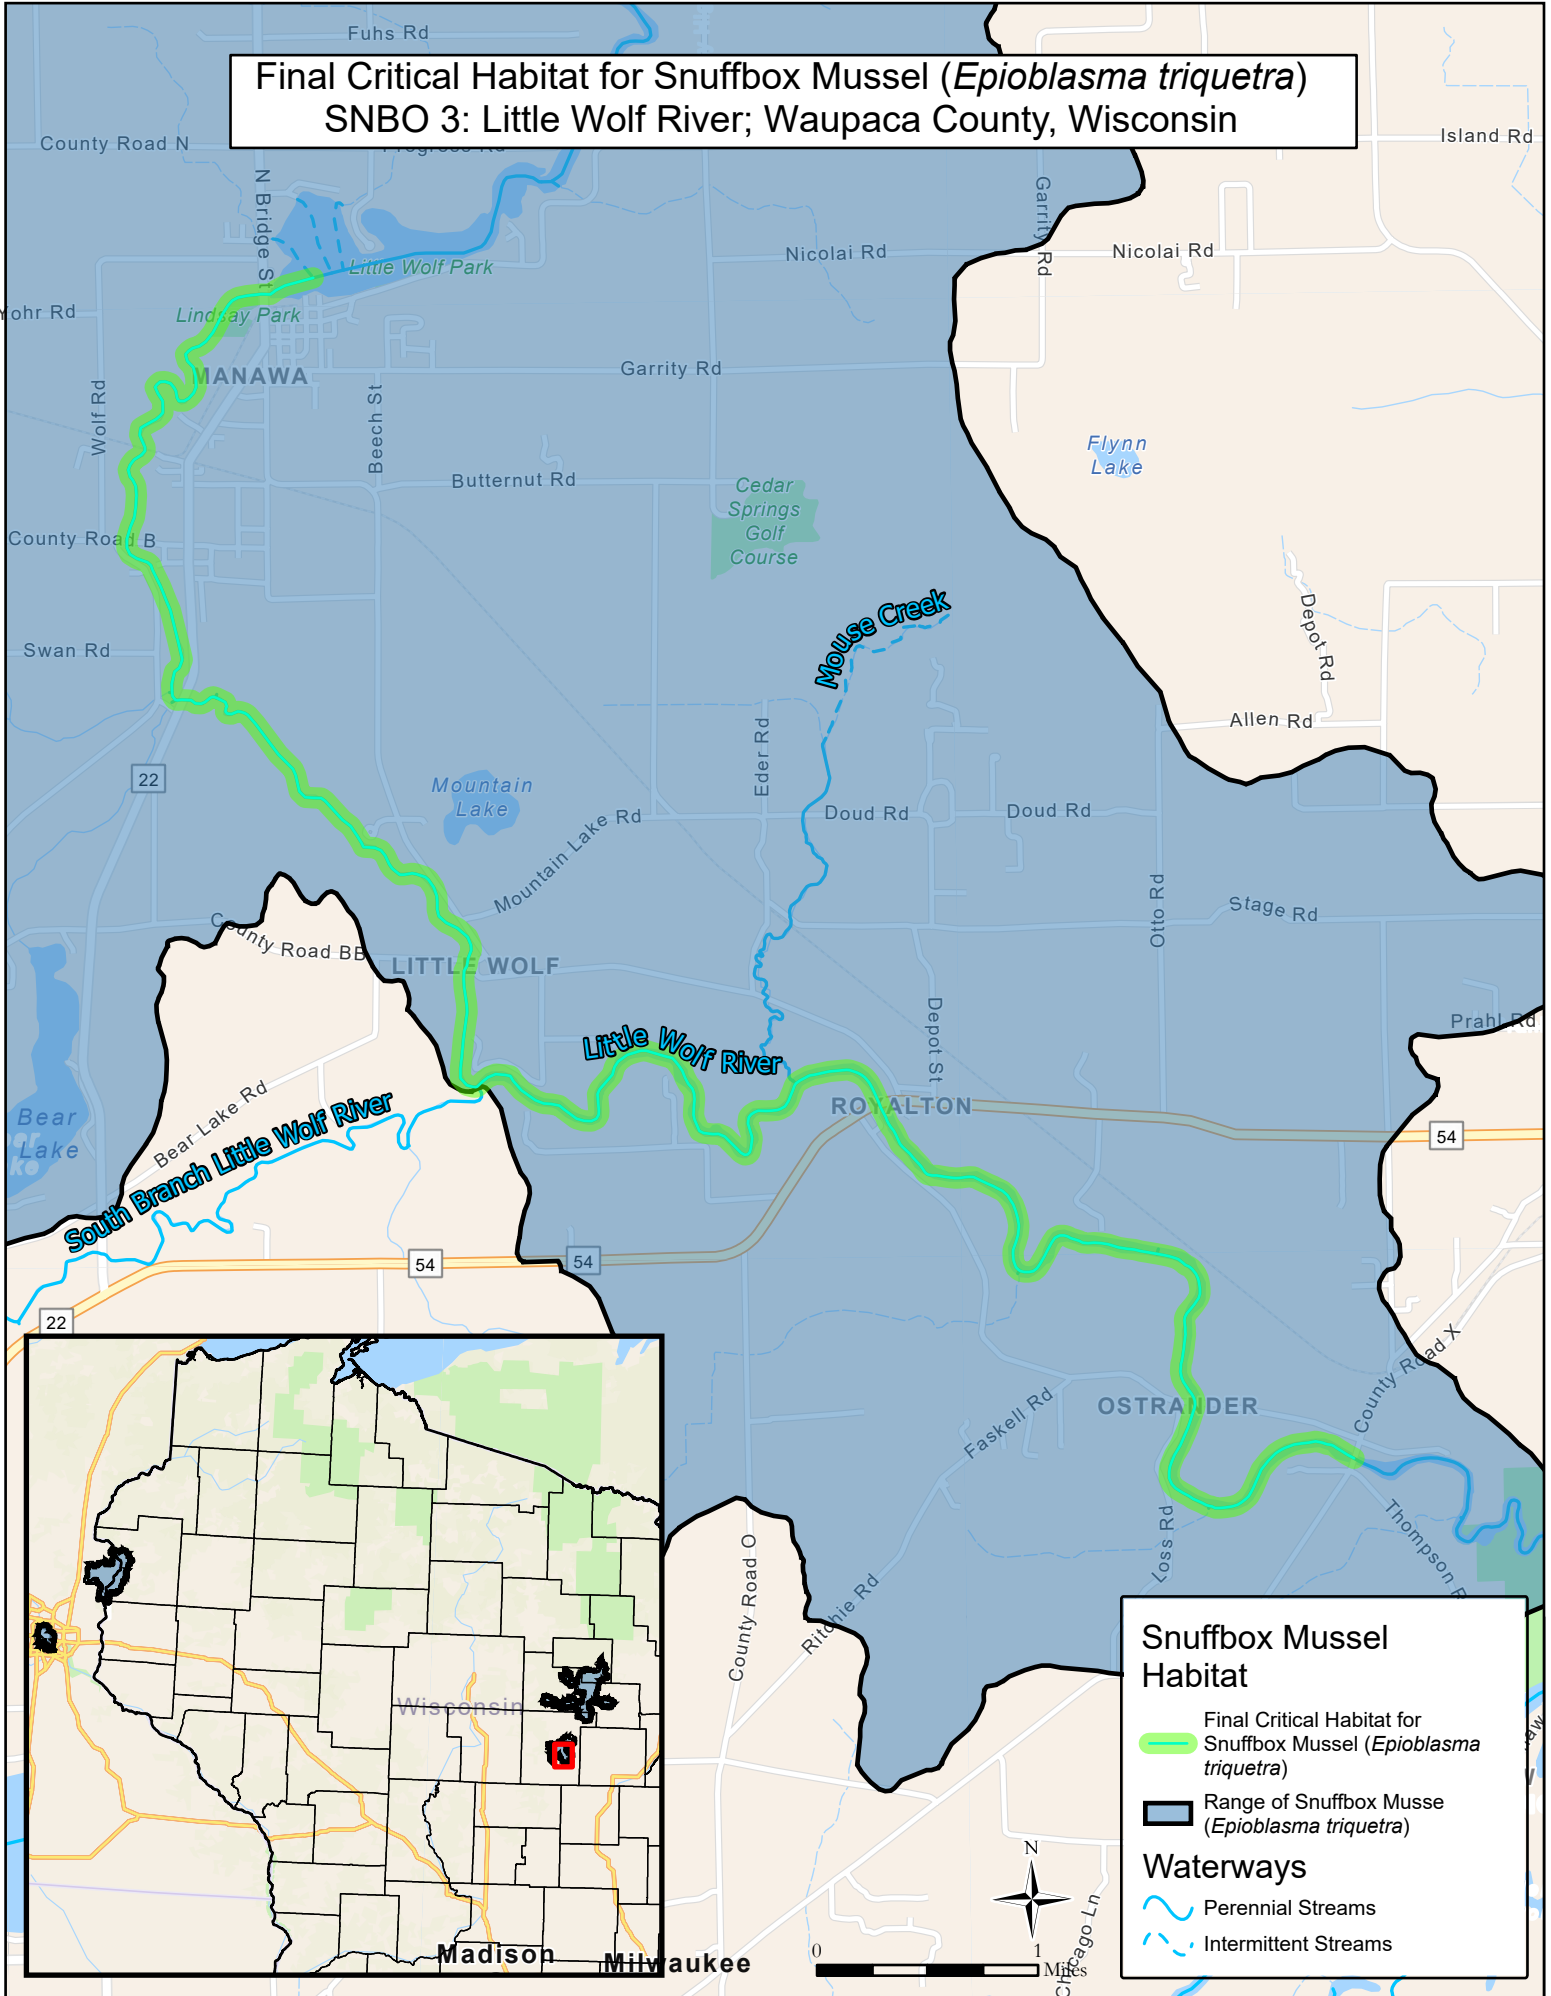 Fuhs Rd
Final Critical Habitat for Snuffbox Mussel (Epioblasma triquetra)
SNBO 3: Little Wolf River; Waupaca County, Wisconsin
County Road N
Progress Rd
Island Rd
N Bridge St
Garrity Rd
Nicolai Rd
Nicolai Rd
Little Wolf Park
Lindsay Park
Yohr Rd
MANAWA
Garrity Rd
Wolf Rd
Beech St
Flynn
Lake
Butternut Rd
Cedar
Springs
Golf
Course
County Road B
Mouse Creek
Depot Rd
Swan Rd
Allen Rd
22
Mountain
Lake
Eder Rd
Mountain Lake Rd
Doud Rd
Doud Rd
Otto Rd
Stage Rd
County Road BB
LITTLE WOLF
Depot St
Prahl Rd
Little Wolf River
Bear
Lake
Bear Lake Rd
ROYALTON
54
South Branch Little Wolf River
54
54
22
County Road X
OSTRANDER
Faskell Rd
Loss Rd
Thompson R
County Road O
Ritchie Rd
Wisconsin
Madison
Milwaukee
Snuffbox Mussel
Habitat
Final Critical Habitat for
Snuffbox Mussel (Epioblasma
triquetra)
Range of Snuffbox Musse
(Epioblasma triquetra)
Waterways
Perennial Streams
Intermittent Streams
N
0 1
Miles
Chicago Ln